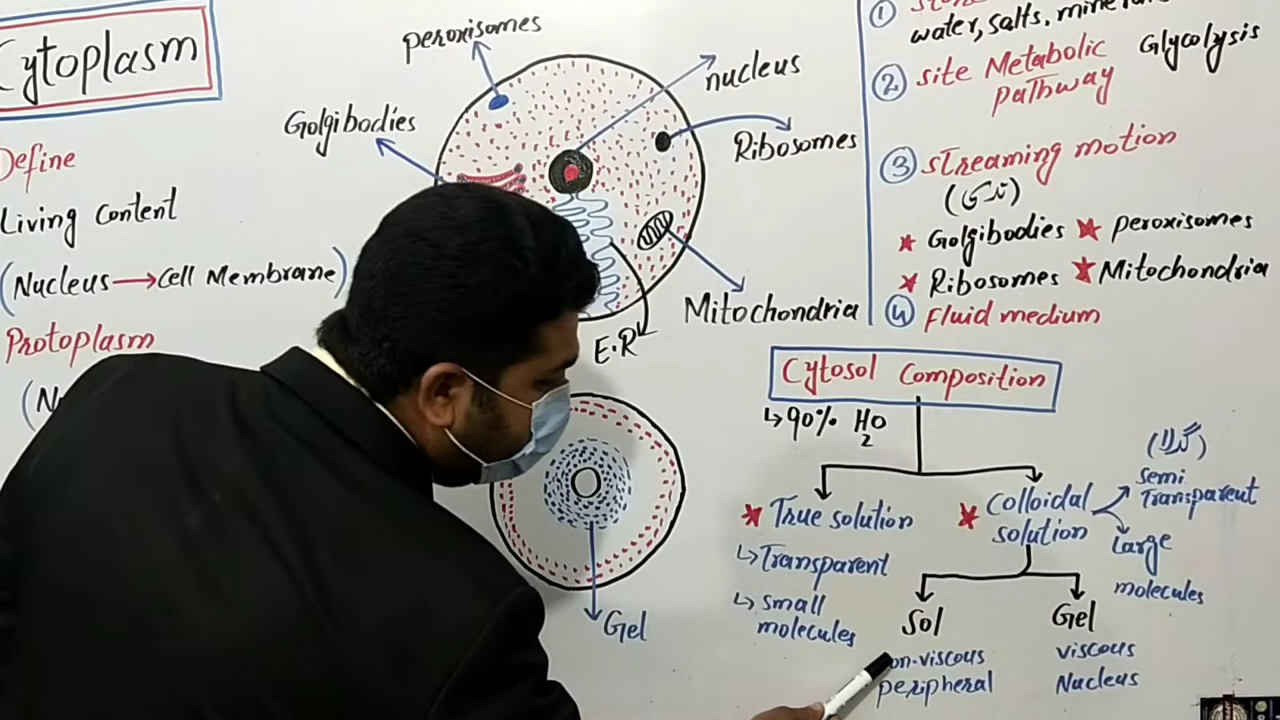 Cytoplasm
Define
Living Content
(Nucleus → Cell Membrane)
Protoplasm
peroxisomes
nucleus
Golgibodies
Ribosomes
Mitochondria
E.R
Gel
①
water, salts,
② site Metabolic Glycolysis
pathway
③ streaming motion
★ Golgibodies ★ peroxisomes
★ Ribosomes ★ Mitochondria
④ Fluid medium
Cytosol Composition
↳ 90% H2O
★ True solution
↳ Transparent
↳ small
molecules
★ Colloidal
solution
(گدلا)
semi
Transparent
Large
molecules
Sol
peripheral
Gel
viscous
Nucleus